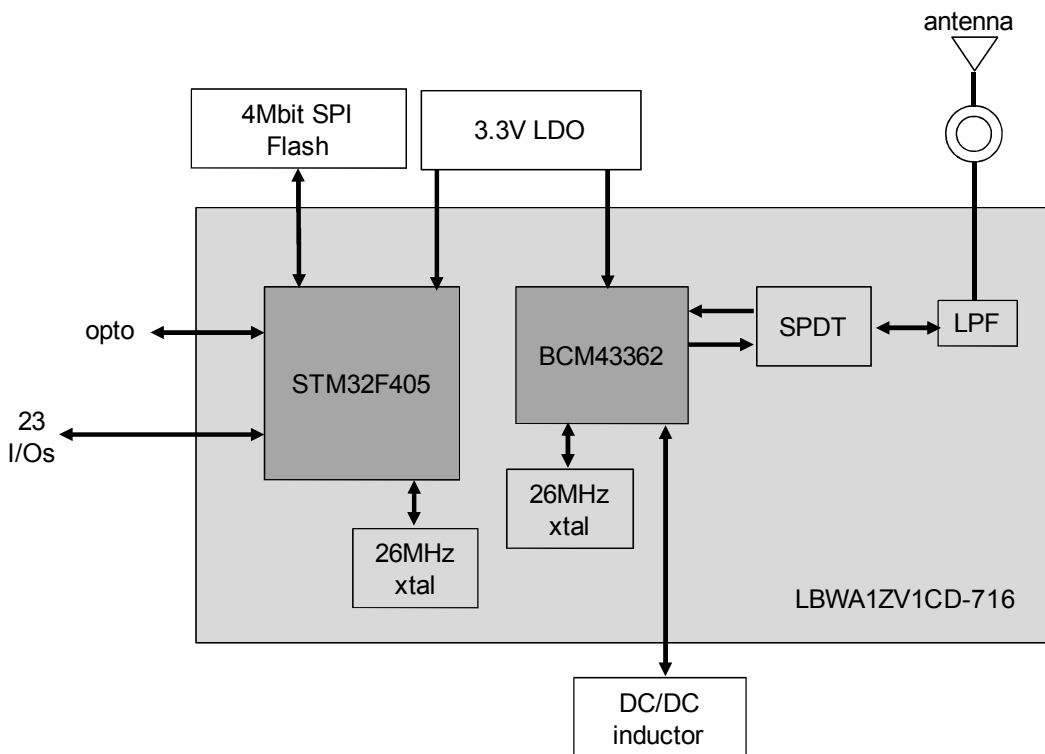 antenna
4Mbit SPI
Flash
3.3V LDO
opto
STM32F405
BCM43362
SPDT
LPF
23
I/Os
26MHz
xtal
26MHz
xtal
LBWA1ZV1CD-716
DC/DC
inductor